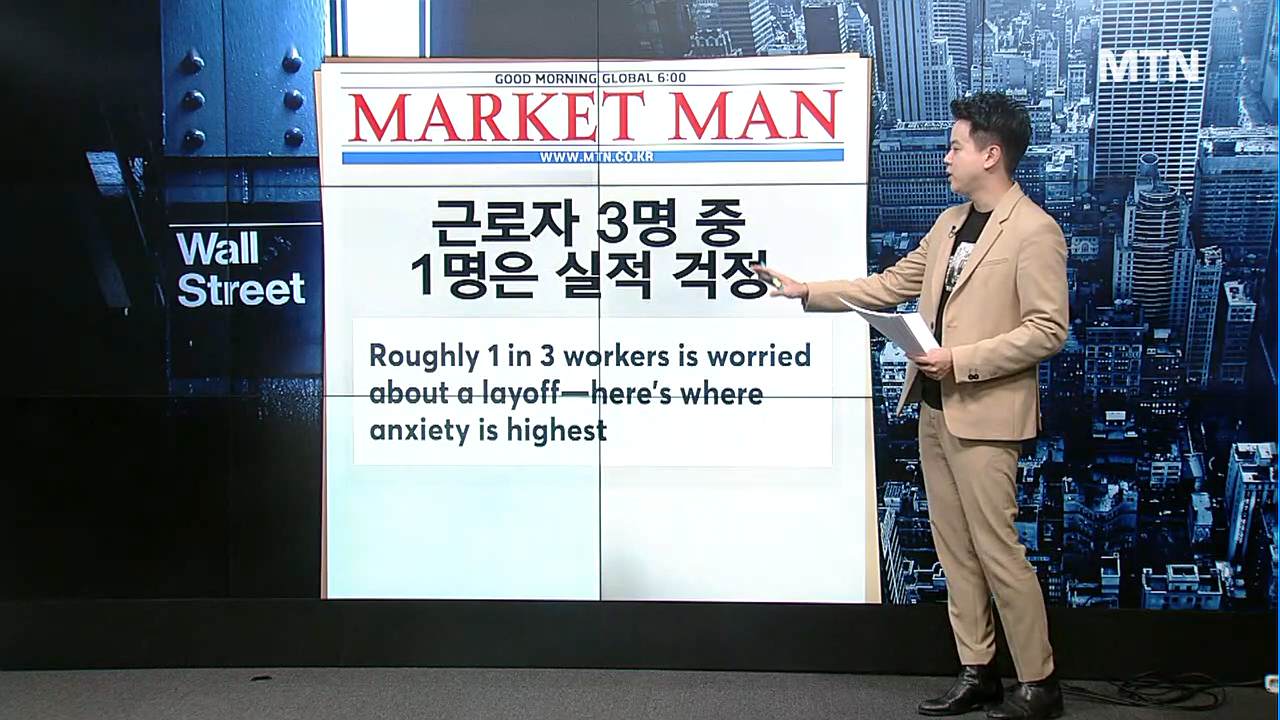 GOOD MORNING GLOBAL 6:00
MARKET MAN
WWW.MTN.CO.KR
MTN
Wall
Street
근로자 3명 중
1명은 실적 걱정
Roughly 1 in 3 workers is worried
about a layoff—here's where
anxiety is highest